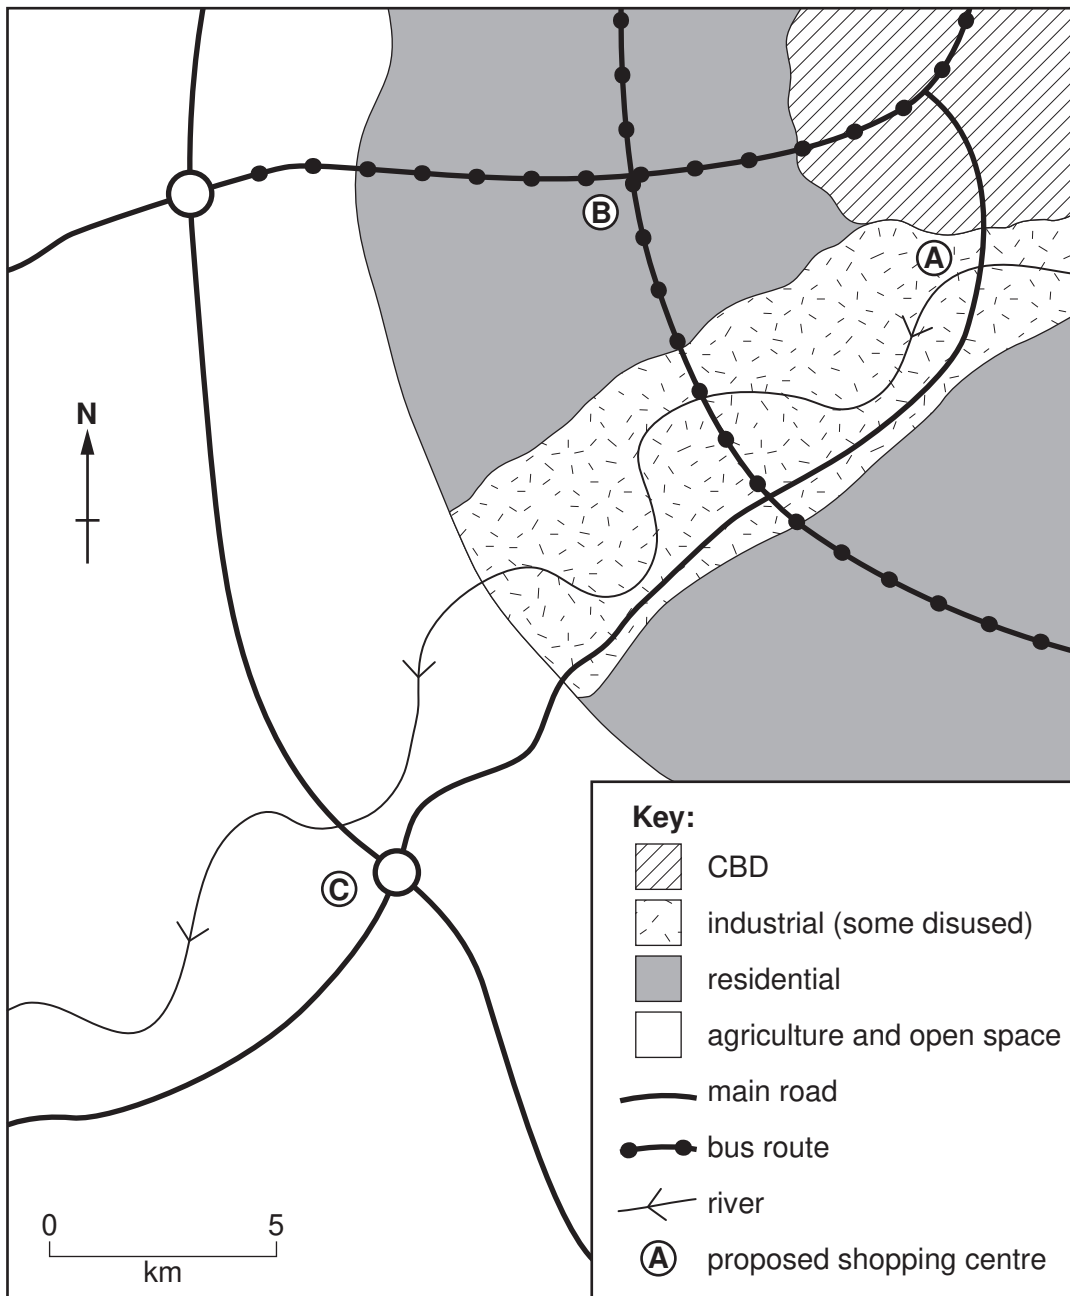 B
A
N
C
Key:
CBD
industrial (some disused)
residential
agriculture and open space
main road
bus route
river
A proposed shopping centre
0 5
km